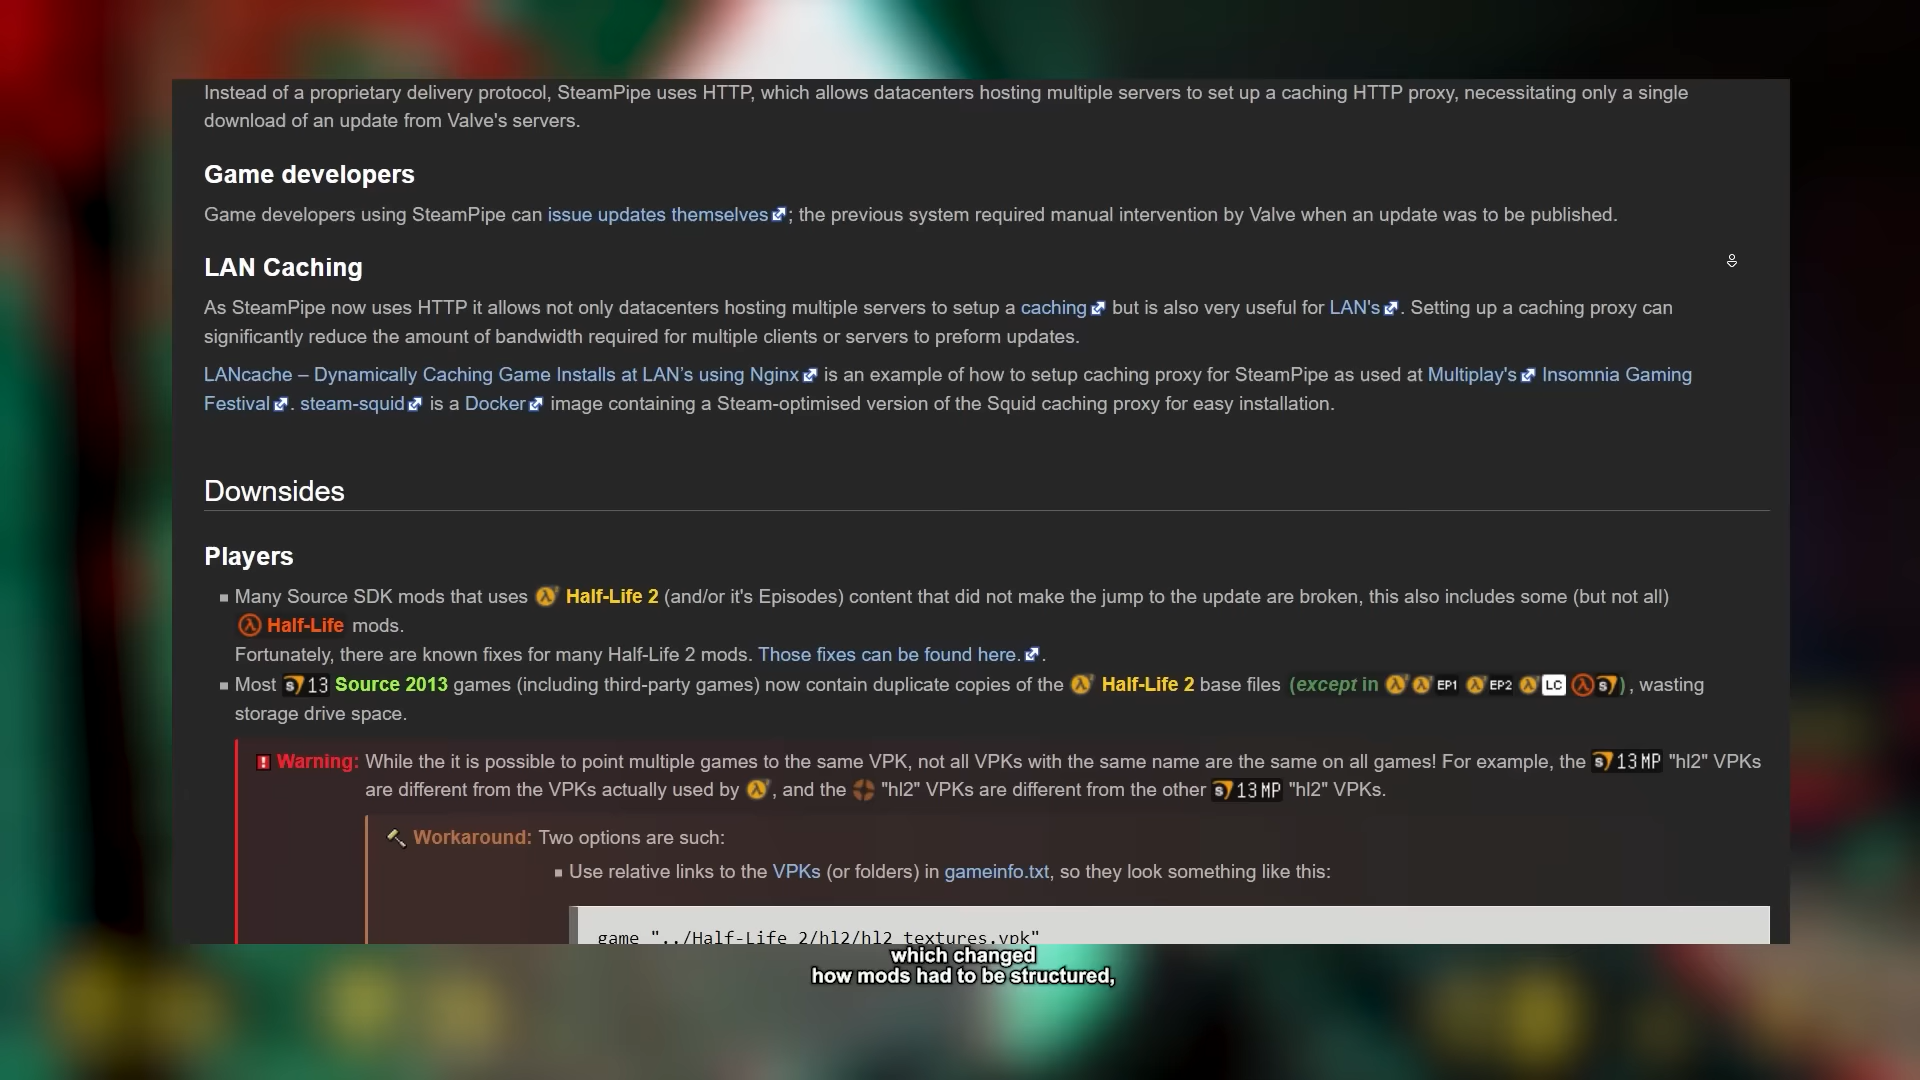 Instead of a proprietary delivery protocol, SteamPipe uses HTTP, which allows datacenters hosting multiple servers to set up a caching HTTP proxy, necessitating only a single
download of an update from Valve's servers.
Game developers
Game developers using SteamPipe can issue updates themselves; the previous system required manual intervention by Valve when an update was to be published.
LAN Caching
As SteamPipe now uses HTTP it allows not only datacenters hosting multiple servers to setup a caching but is also very useful for LAN's. Setting up a caching proxy can
significantly reduce the amount of bandwidth required for multiple clients or servers to preform updates.
LANcache – Dynamically Caching Game Installs at LAN's using Nginx is an example of how to setup caching proxy for SteamPipe as used at Multiplay's Insomnia Gaming
Festival. steam-squid is a Docker image containing a Steam-optimised version of the Squid caching proxy for easy installation.
Downsides
Players
Many Source SDK mods that uses Half-Life 2 (and/or it's Episodes) content that did not make the jump to the update are broken, this also includes some (but not all)
Half-Life mods.
Fortunately, there are known fixes for many Half-Life 2 mods. Those fixes can be found here..
Most S13 Source 2013 games (including third-party games) now contain duplicate copies of the Half-Life 2 base files (except in EP1 EP2 LC S), wasting
storage drive space.
Warning: While the it is possible to point multiple games to the same VPK, not all VPKs with the same name are the same on all games! For example, the S13MP "hl2" VPKs
are different from the VPKs actually used by , and the "hl2" VPKs are different from the other S13MP "hl2" VPKs.
Workaround: Two options are such:
Use relative links to the VPKs (or folders) in gameinfo.txt, so they look something like this:
game "../Half-Life 2/hl2/hl2_textures.vpk"
which changed
how mods had to be structured,